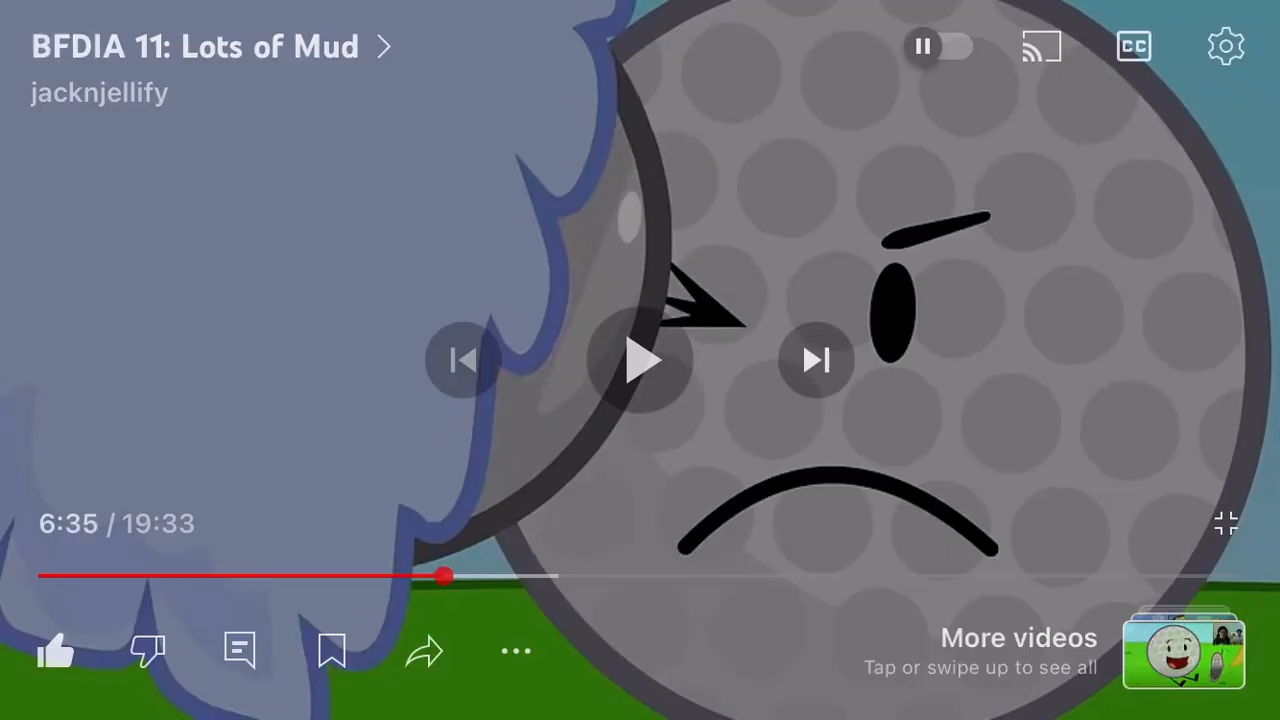 BFDIA 11: Lots of Mud
jacknjellify
CC
6:35 / 19:33
More videos
Tap or swipe up to see all